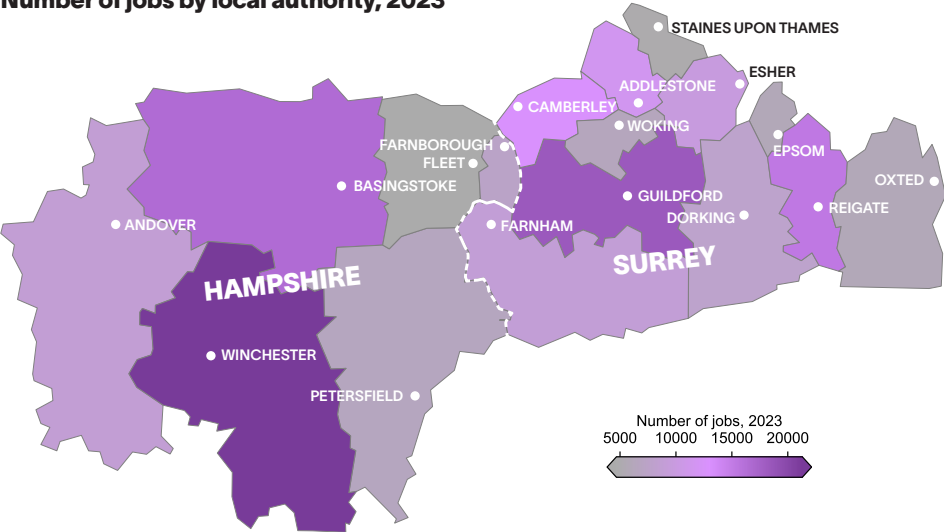 Number of jobs by local authority, 2023
STAINES UPON THAMES
ESHER
ADDLESTONE
CAMBERLEY
WOKING
FARNBOROUGH
FLEET
EPSOM
BASINGSTOKE
OXTED
GUILDFORD
REIGATE
DORKING
ANDOVER
FARNHAM
SURREY
HAMPSHIRE
WINCHESTER
PETERSFIELD
Number of jobs, 2023
5000 10000 15000 20000